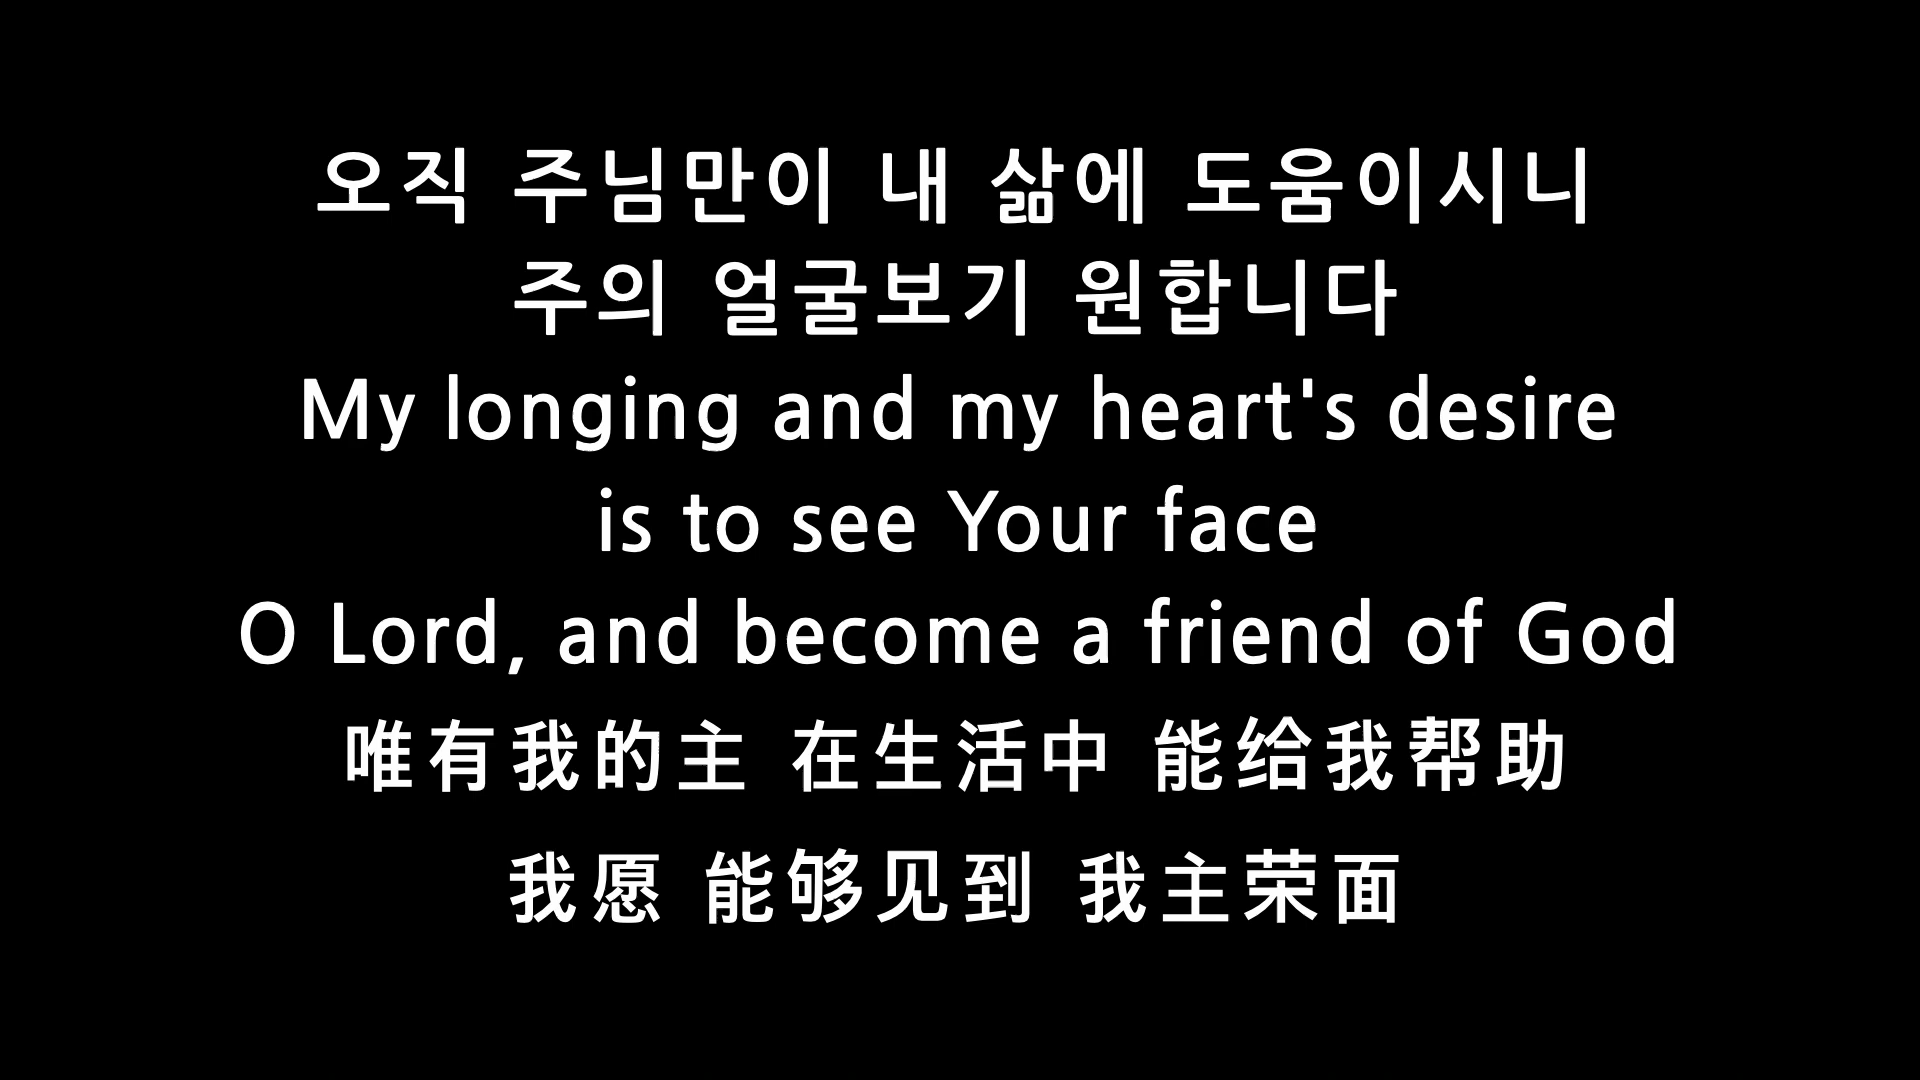 오직 주님만이 내 삶에 도움이시니
주의 얼굴보기 원합니다
My longing and my heart's desire
is to see Your face
O Lord, and become a friend of God
唯有我的主 在生活中 能给我帮助
我愿 能够见到 我主荣面